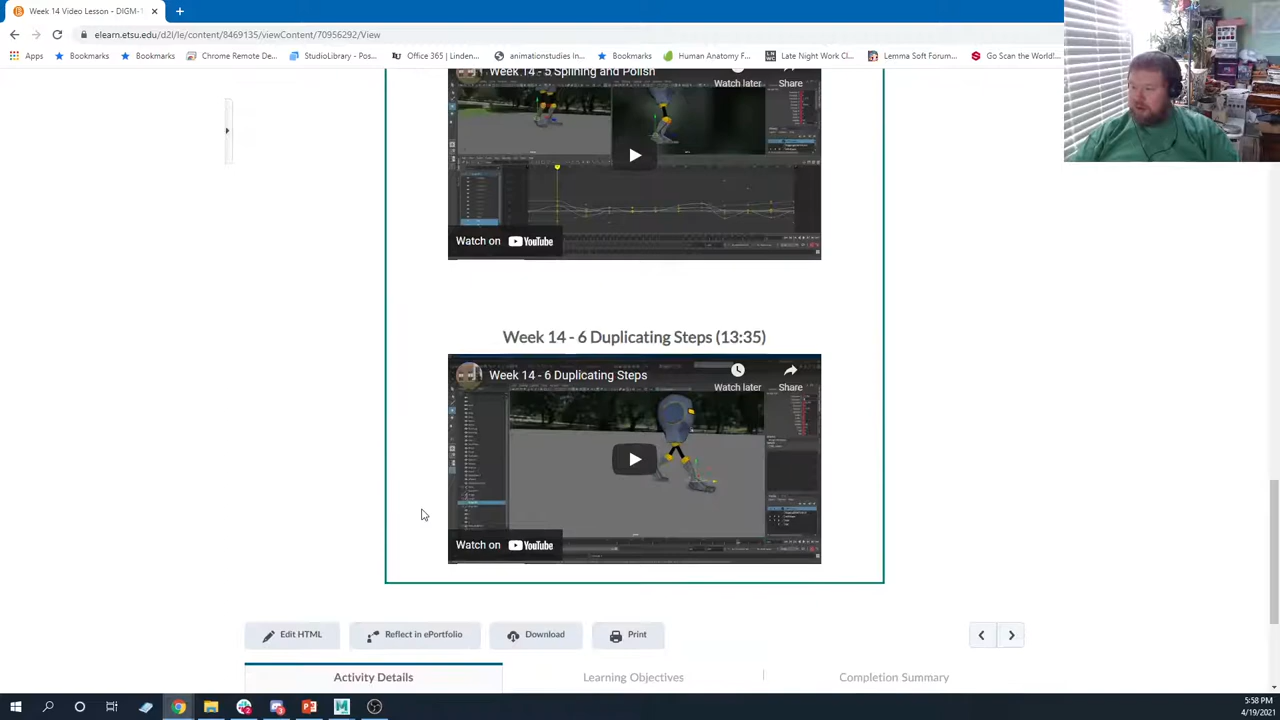 Week 14 Video Lesson - DIGM-1
elearn.etsu.edu/d2l/le/content/8469135/viewContent/70956292/View
Apps Bookmarks Bookmarks Chrome Remote De... StudioLibrary - Co... 365 | Linden... animationstudies In... Bookmarks Human Anatomy F... Late Night Work Cl... Lemma Soft Forum... Go Scan the World!...
Week 14 - 5 Splining and Polish
Watch later Share
Watch on YouTube
Week 14 - 6 Duplicating Steps (13:35)
Week 14 - 6 Duplicating Steps
Watch later Share
Watch on YouTube
Edit HTML Reflect in ePortfolio Download Print
Activity Details Learning Objectives Completion Summary
5:58 PM
4/19/2021